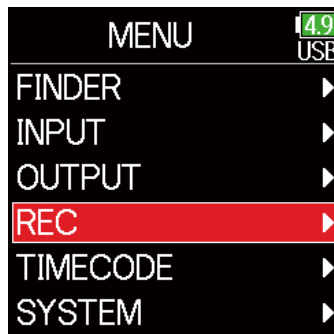 MENU
4.9
USB
FINDER
INPUT
OUTPUT
REC
TIMECODE
SYSTEM